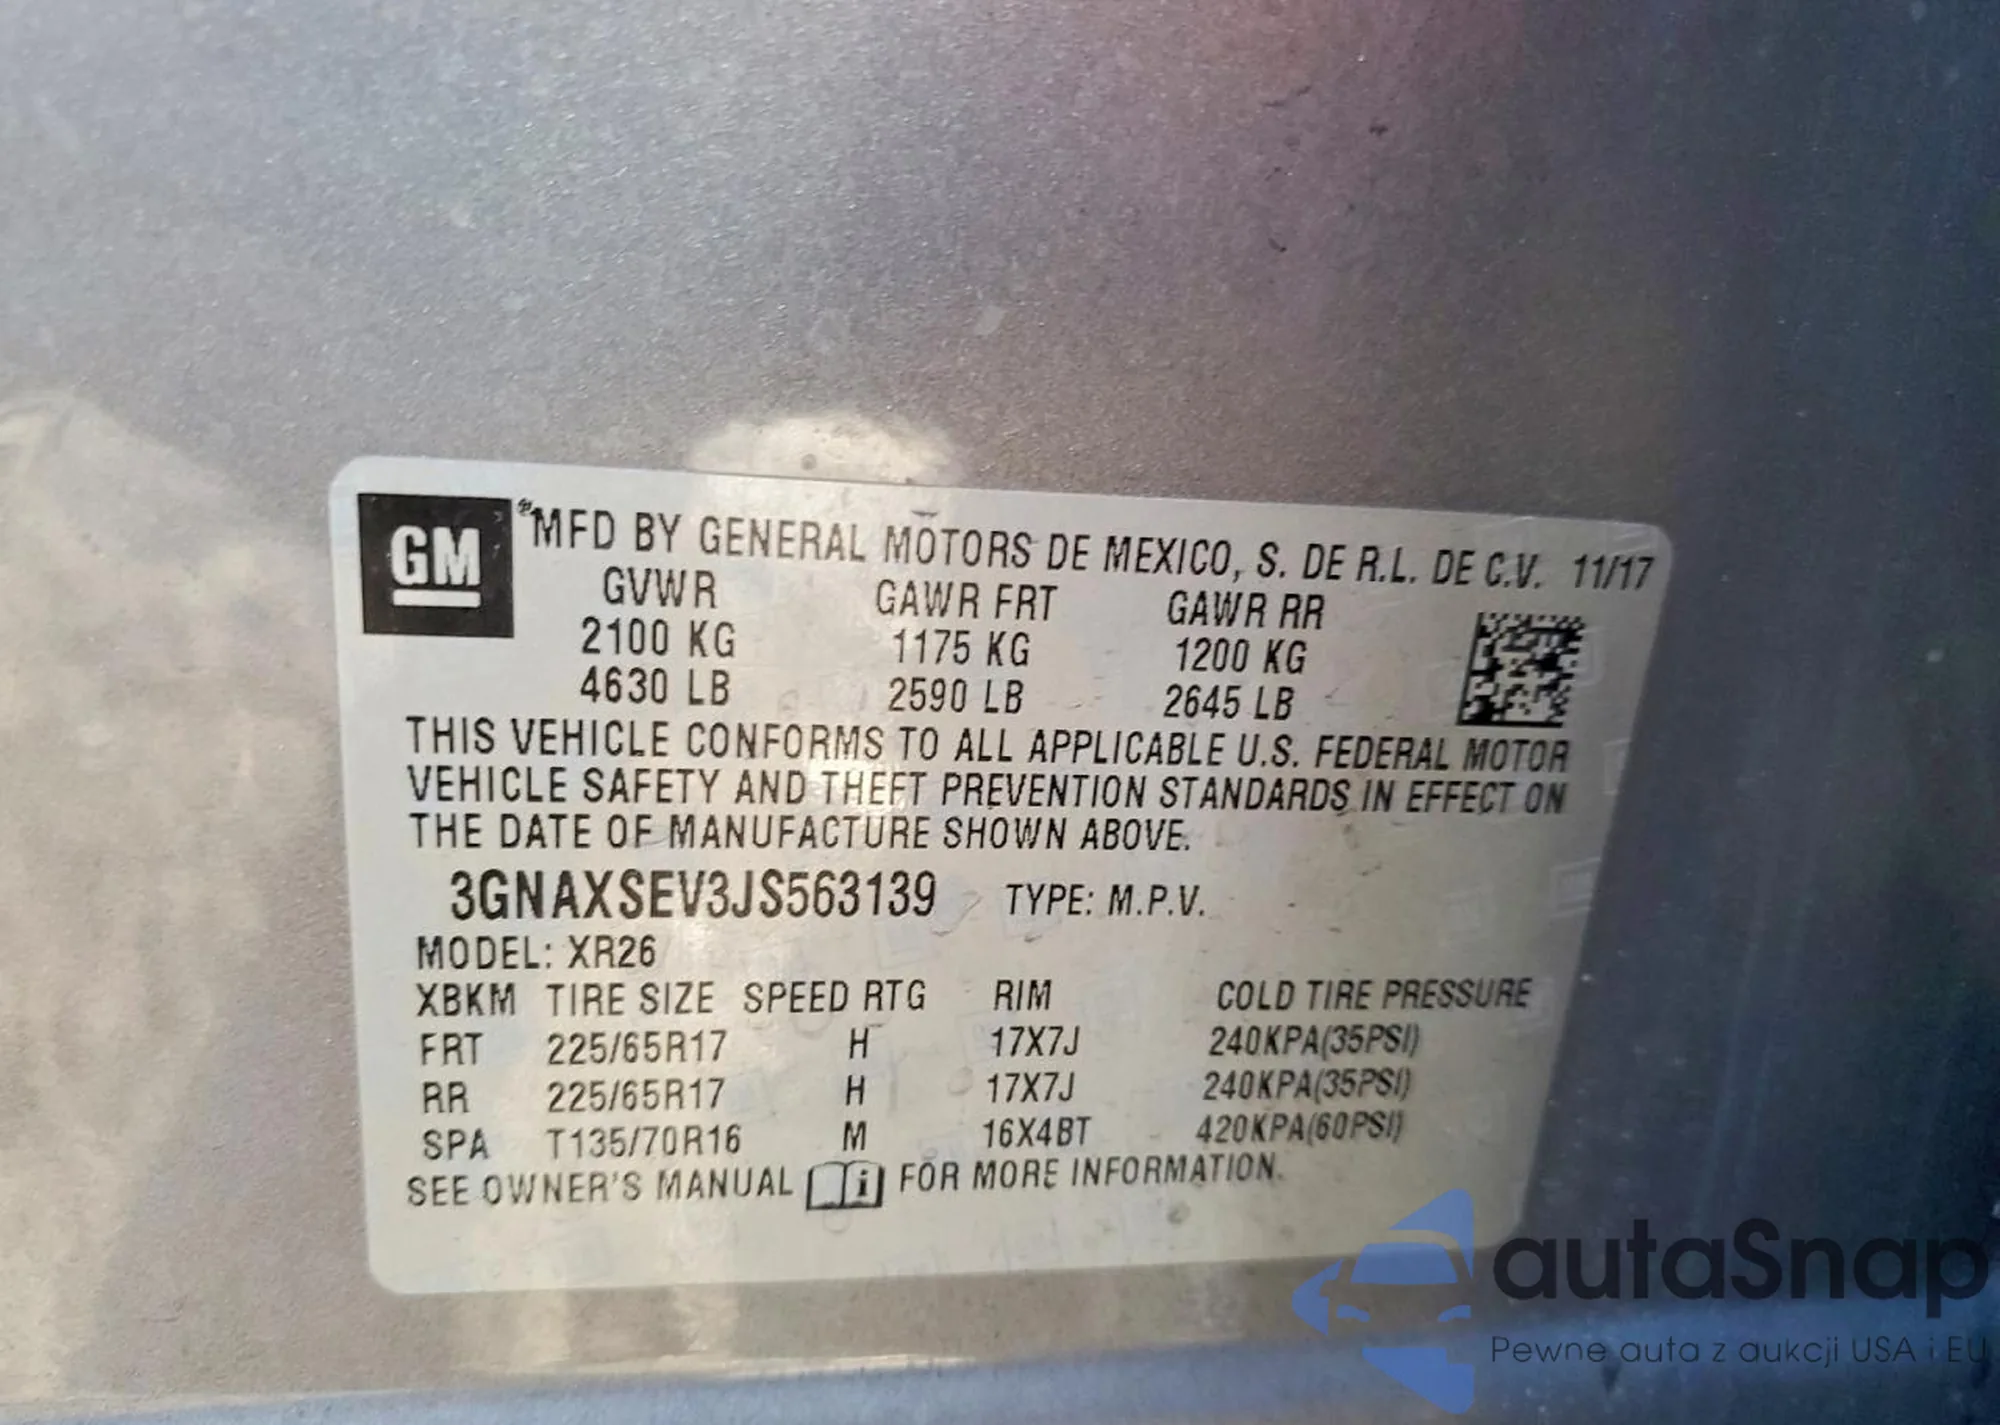 GM
MFD BY GENERAL MOTORS DE MEXICO, S. DE R.L. DE C.V. 11/17
GVWR GAWR FRT GAWR RR
2100 KG 1175 KG 1200 KG
4630 LB 2590 LB 2645 LB
THIS VEHICLE CONFORMS TO ALL APPLICABLE U.S. FEDERAL MOTOR
VEHICLE SAFETY AND THEFT PREVENTION STANDARDS IN EFFECT ON
THE DATE OF MANUFACTURE SHOWN ABOVE.
3GNAXSEV3JS563139 TYPE: M.P.V.
MODEL: XR26
XBKM TIRE SIZE SPEED RTG RIM COLD TIRE PRESSURE
FRT 225/65R17 H 17X7J 240KPA(35PSI)
RR 225/65R17 H 17X7J 240KPA(35PSI)
SPA T135/70R16 M 16X4BT 420KPA(60PSI)
SEE OWNER'S MANUAL i FOR MORE INFORMATION.
autaSnap
Pewne auta z aukcji USA i EU